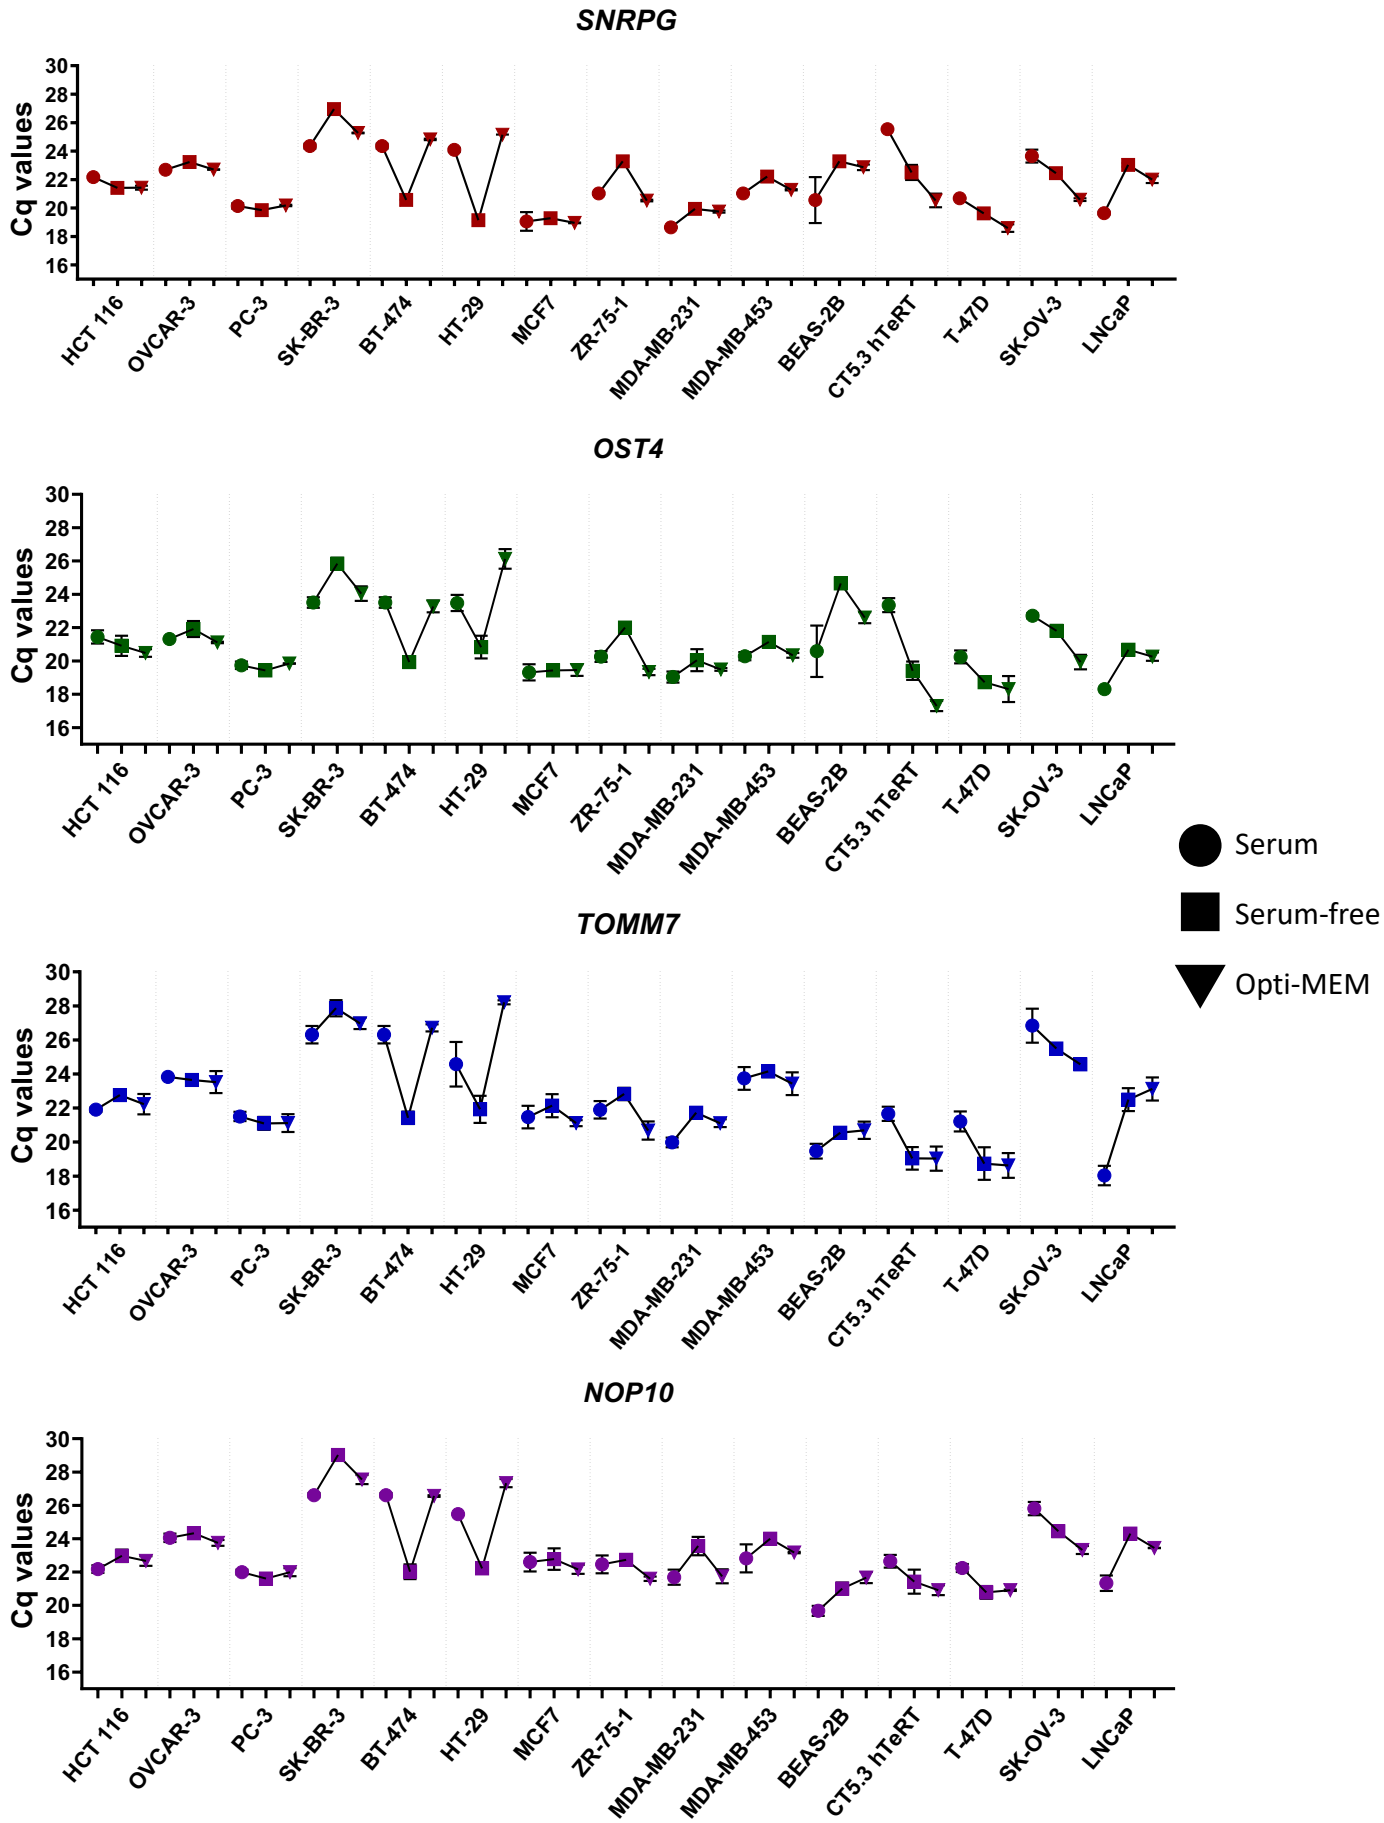 SNRPG
30
28
26
24
22
20
18
16
Cq values
HCT 116
OVCAR-3
PC-3
SK-BR-3
BT-474
HT-29
MCF7
ZR-75-1
MDA-MB-231
MDA-MB-453
BEAS-2B
CT5.3 hTeRT
T-47D
SK-OV-3
LNCaP
OST4
30
28
26
24
22
20
18
16
Cq values
HCT 116
OVCAR-3
PC-3
SK-BR-3
BT-474
HT-29
MCF7
ZR-75-1
MDA-MB-231
MDA-MB-453
BEAS-2B
CT5.3 hTeRT
T-47D
SK-OV-3
LNCaP
Serum
Serum-free
Opti-MEM
TOMM7
30
28
26
24
22
20
18
16
Cq values
HCT 116
OVCAR-3
PC-3
SK-BR-3
BT-474
HT-29
MCF7
ZR-75-1
MDA-MB-231
MDA-MB-453
BEAS-2B
CT5.3 hTeRT
T-47D
SK-OV-3
LNCaP
NOP10
30
28
26
24
22
20
18
16
Cq values
HCT 116
OVCAR-3
PC-3
SK-BR-3
BT-474
HT-29
MCF7
ZR-75-1
MDA-MB-231
MDA-MB-453
BEAS-2B
CT5.3 hTeRT
T-47D
SK-OV-3
LNCaP